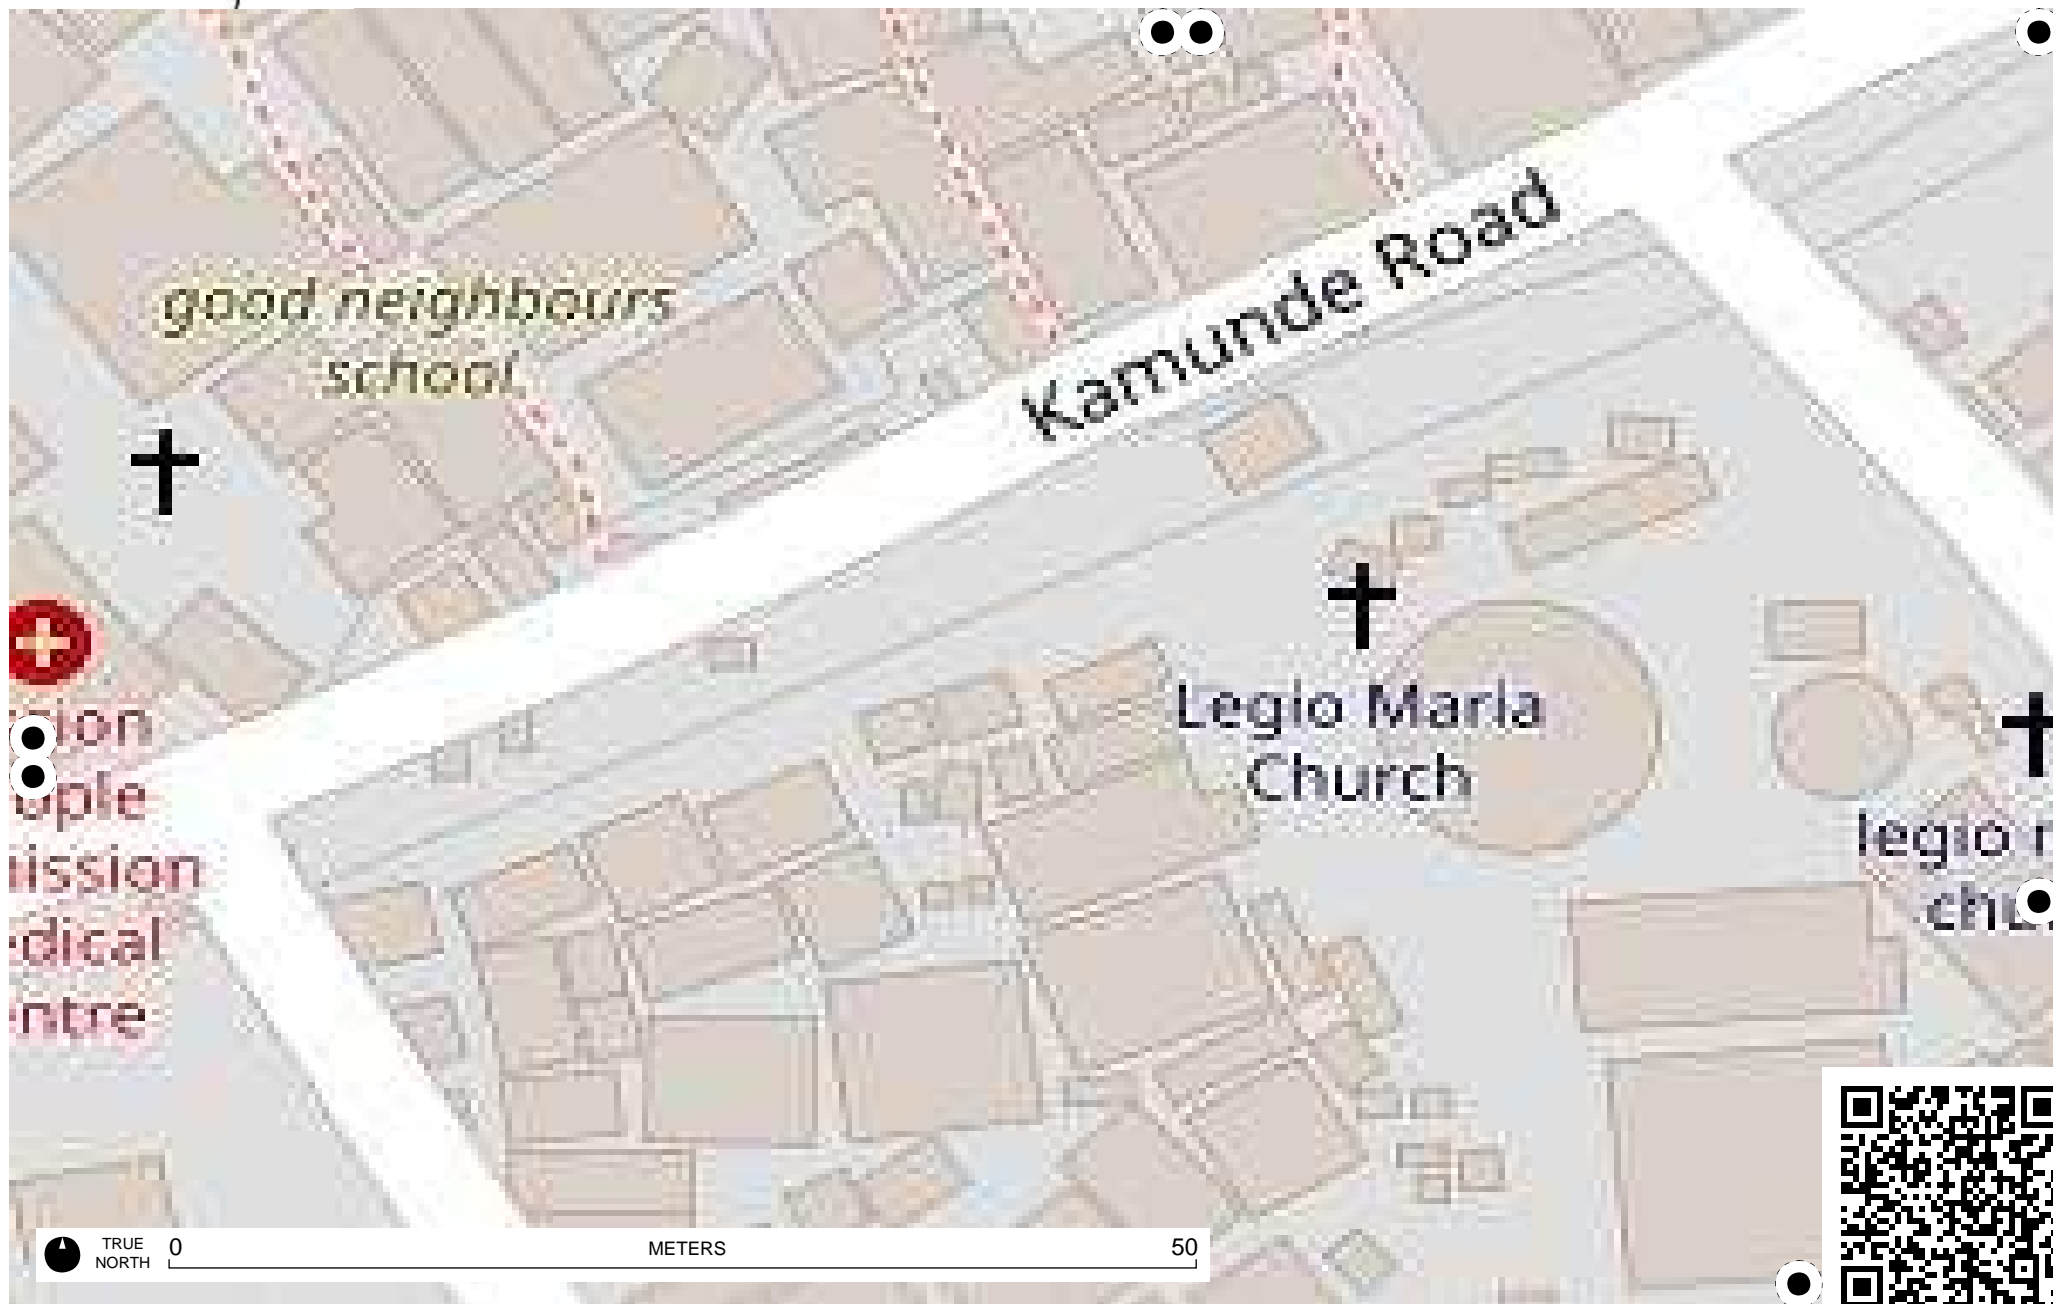 Kamunde Road
good neighbours
school
Legio Maria
Church
legio
TRUE
NORTH
0
METERS
50